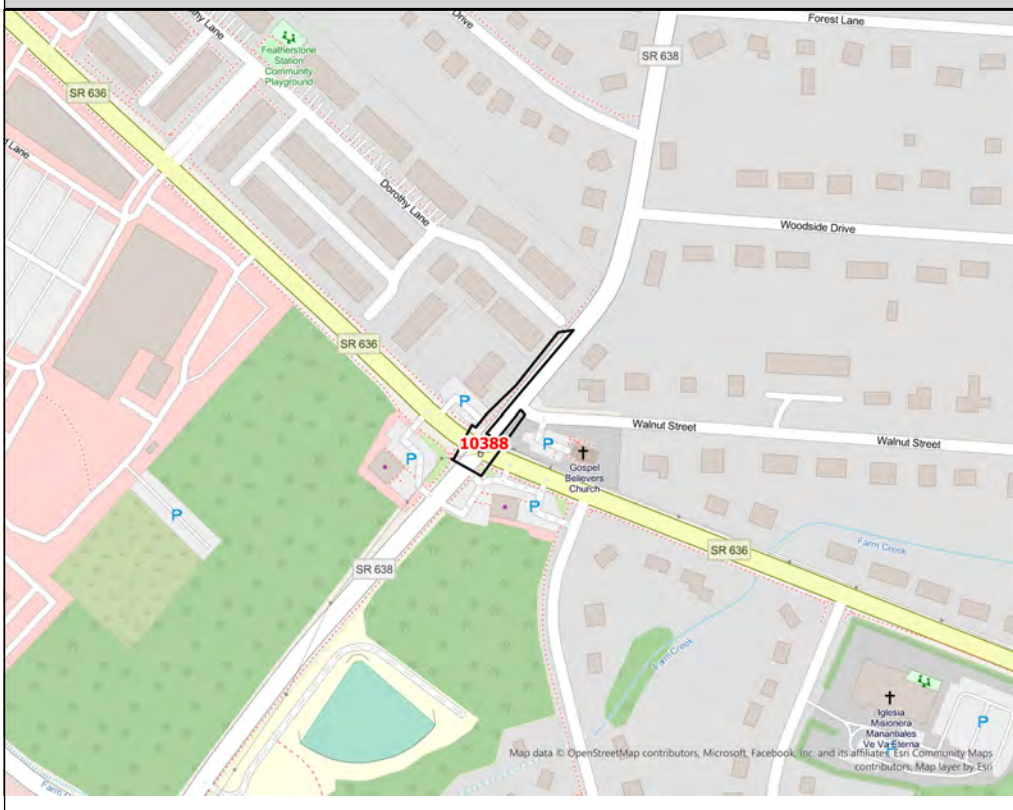 Forest Lane
Drive
Dorothy Lane
SR 638
Featherstone
Station
Community
Playground
SR 636
Lane
Dorothy Lane
Woodside Drive
SR 636
P
10388
Walnut Street
P
Walnut Street
P
Gospel
Believers
Church
P
P
SR 636
Farm Creek
SR 638
Farm Creek
Iglesia
Misionera
Manantiales
Ve Va Eterna
P
P
Map data © OpenStreetMap contributors, Microsoft, Facebook, Inc. and its affiliates, Esri Community Maps
contributors, Map layer by Esri
Farm